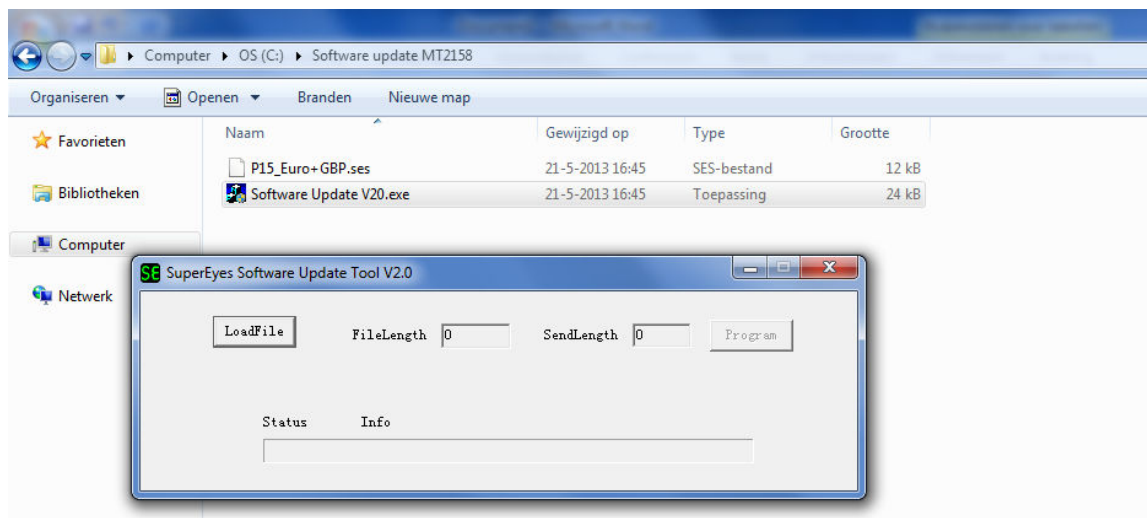 Computer OS (C:) Software update MT2158
Organiseren Openen Branden Nieuwe map
Favorieten
Bibliotheken
Computer
Netwerk
Naam Gewijzigd op Type Grootte
P15_Euro+GBP.ses 21-5-2013 16:45 SES-bestand 12 kB
Software Update V20.exe 21-5-2013 16:45 Toepassing 24 kB
SE SuperEyes Software Update Tool V2.0
LoadFile FileLength 0 SendLength 0 Program
Status Info